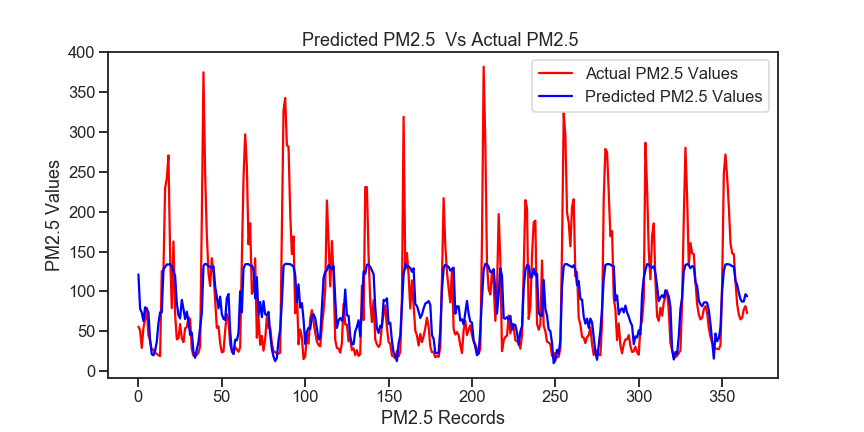 Predicted PM2.5  Vs Actual PM2.5
Actual PM2.5 Values
Predicted PM2.5 Values
PM2.5 Values
400
350
300
250
200
150
100
50
0
0 50 100 150 200 250 300 350
PM2.5 Records